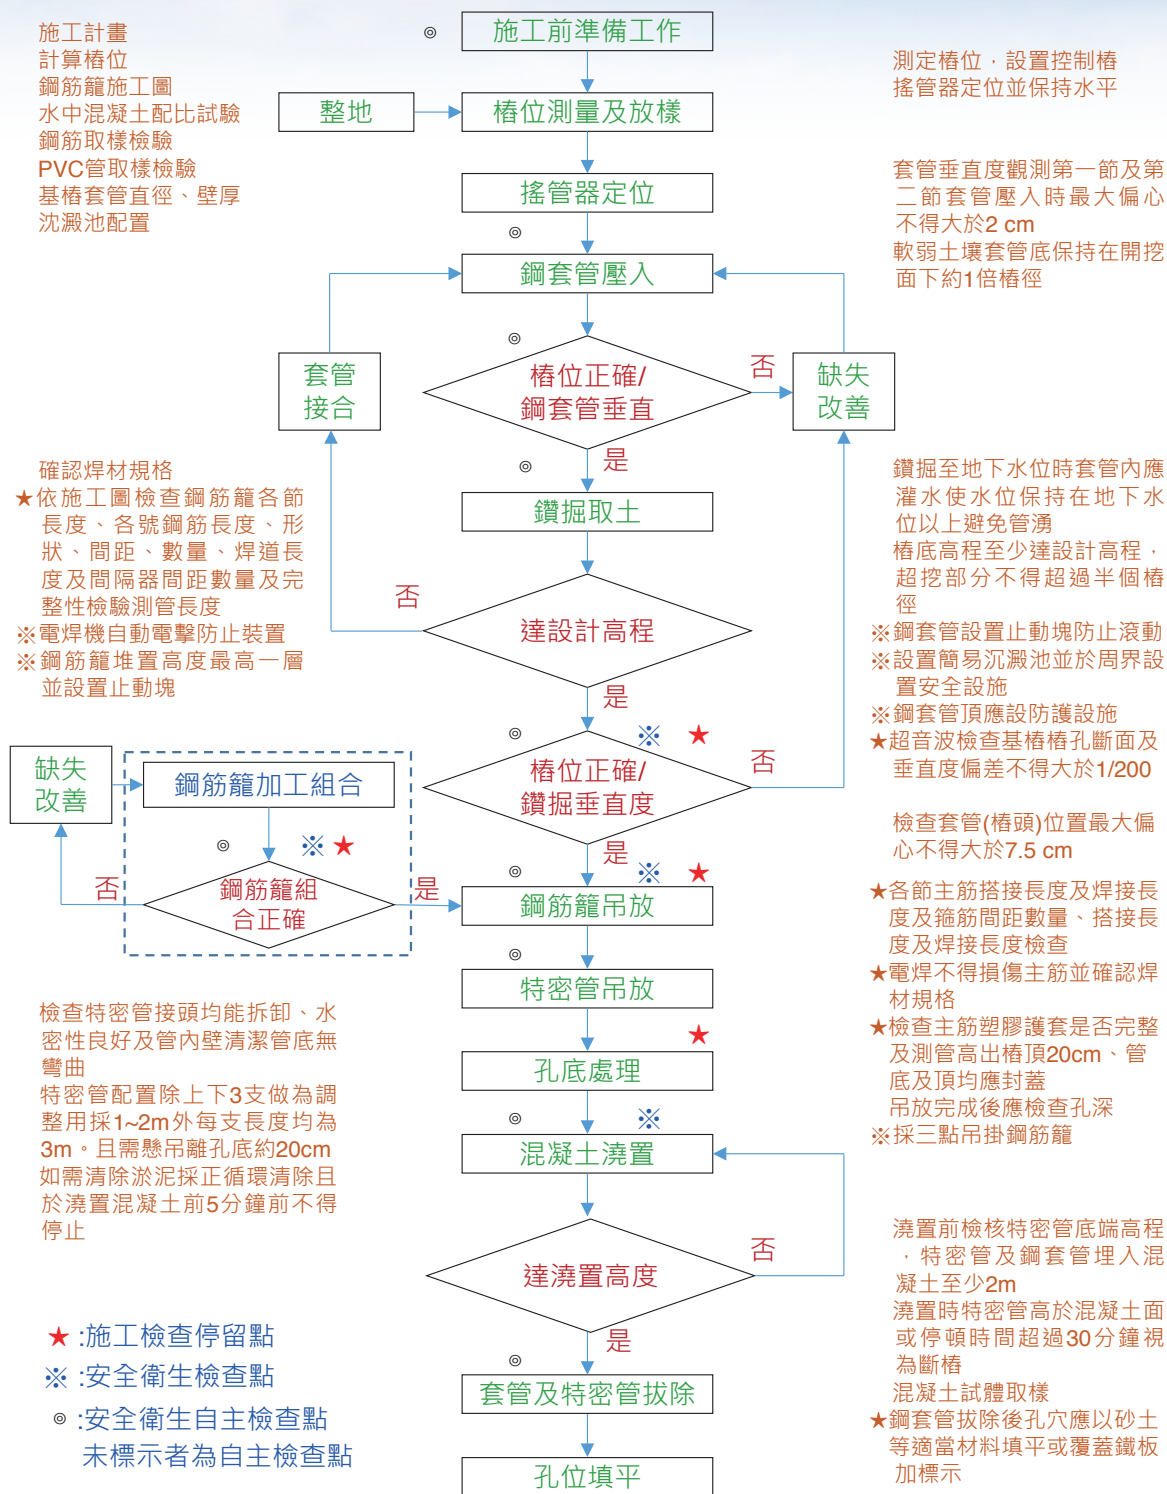 施工計畫
計算樁位
鋼筋籠施工圖
水中混凝土配比試驗
鋼筋取樣檢驗
PVC管取樣檢驗
基樁套管直徑、壁厚
沈澱池配置
◎
施工前準備工作
整地
樁位測量及放樣
測定樁位，設置控制樁
搖管器定位並保持水平
搖管器定位
◎
鋼套管壓入
套管垂直度觀測第一節及第
二節套管壓入時最大偏心
不得大於2 cm
軟弱土壤套管底保持在開挖
面下約1倍樁徑
◎
套管
接合
樁位正確/
鋼套管垂直
否
缺失
改善
是
◎
鑽掘取土
確認焊材規格
★依施工圖檢查鋼筋籠各節
長度、各號鋼筋長度、形
狀、間距、數量、焊道長
度及間隔器間距數量及完
整性檢驗測管長度
※電焊機自動電擊防止裝置
※鋼筋籠堆置高度最高一層
並設置止動塊
否
達設計高程
是
鑽掘至地下水位時套管內應
灌水使水位保持在地下水
位以上避免管湧
樁底高程至少達設計高程，
超挖部分不得超過半個樁
徑
※鋼套管設置止動塊防止滾動
※設置簡易沉澱池並於周界設
置安全設施
※鋼套管頂應設防護設施
★超音波檢查基樁樁孔斷面及
垂直度偏差不得大於1/200
◎ ※ ★
樁位正確/
鑽掘垂直度
否
是
缺失
改善
鋼筋籠加工組合
◎ ※ ★
鋼筋籠組
合正確
否
是
◎ ※ ★
鋼筋籠吊放
檢查套管(樁頭)位置最大偏
心不得大於7.5 cm
★各節主筋搭接長度及焊接長
度及箍筋間距數量、搭接長
度及焊接長度檢查
★電焊不得損傷主筋並確認焊
材規格
★檢查主筋塑膠護套是否完整
及測管高出樁頂20cm、管
底及頂均應封蓋
吊放完成後應檢查孔深
※採三點吊掛鋼筋籠
◎
特密管吊放
★
孔底處理
◎ ※
混凝土澆置
檢查特密管接頭均能拆卸、水
密性良好及管內壁清潔管底無
彎曲
特密管配置除上下3支做為調
整用採1~2m外每支長度均為
3m。且需懸吊離孔底約20cm
如需清除淤泥採正循環清除且
於澆置混凝土前5分鐘前不得
停止
達澆置高度
否
是
澆置前檢核特密管底端高程
，特密管及鋼套管埋入混
凝土至少2m
澆置時特密管高於混凝土面
或停頓時間超過30分鐘視
為斷樁
混凝土試體取樣
★鋼套管拔除後孔穴應以砂土
等適當材料填平或覆蓋鐵板
加標示
◎
套管及特密管拔除
孔位填平
★:施工檢查停留點
※:安全衛生檢查點
◎:安全衛生自主檢查點
未標示者為自主檢查點